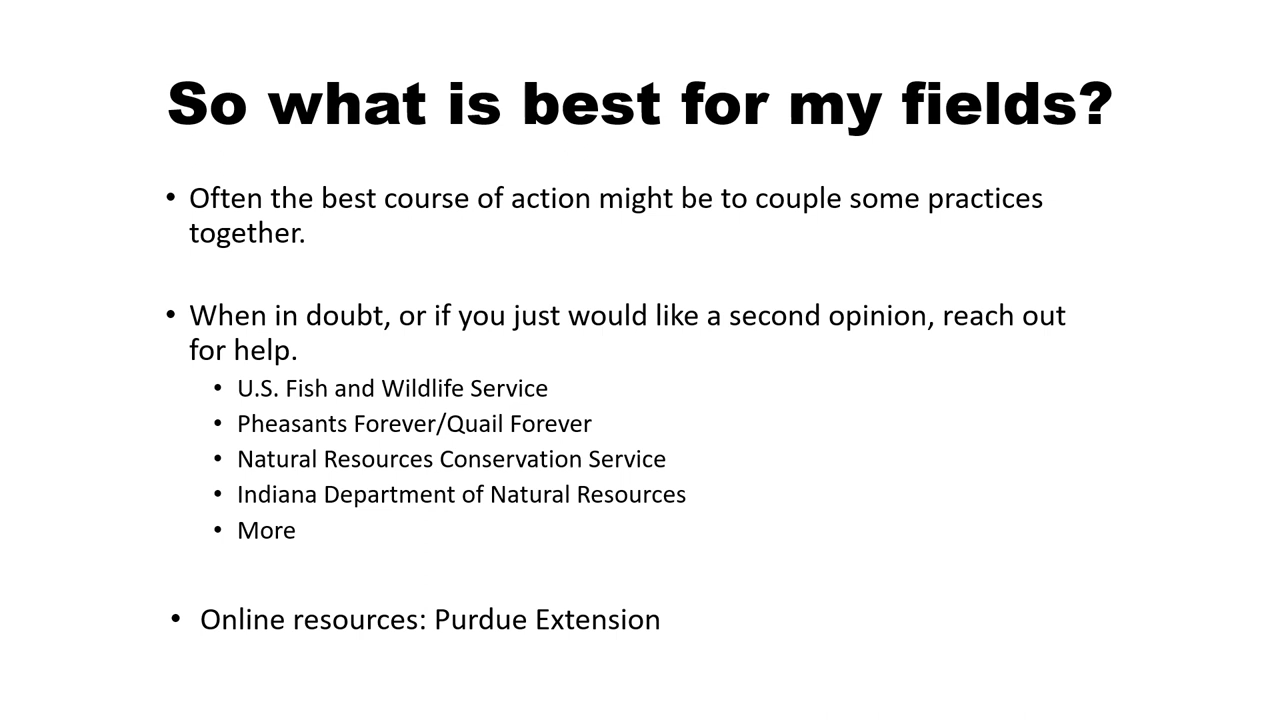 So what is best for my fields?
• Often the best course of action might be to couple some practices
together.
• When in doubt, or if you just would like a second opinion, reach out
for help.
• U.S. Fish and Wildlife Service
• Pheasants Forever/Quail Forever
• Natural Resources Conservation Service
• Indiana Department of Natural Resources
• More
• Online resources: Purdue Extension